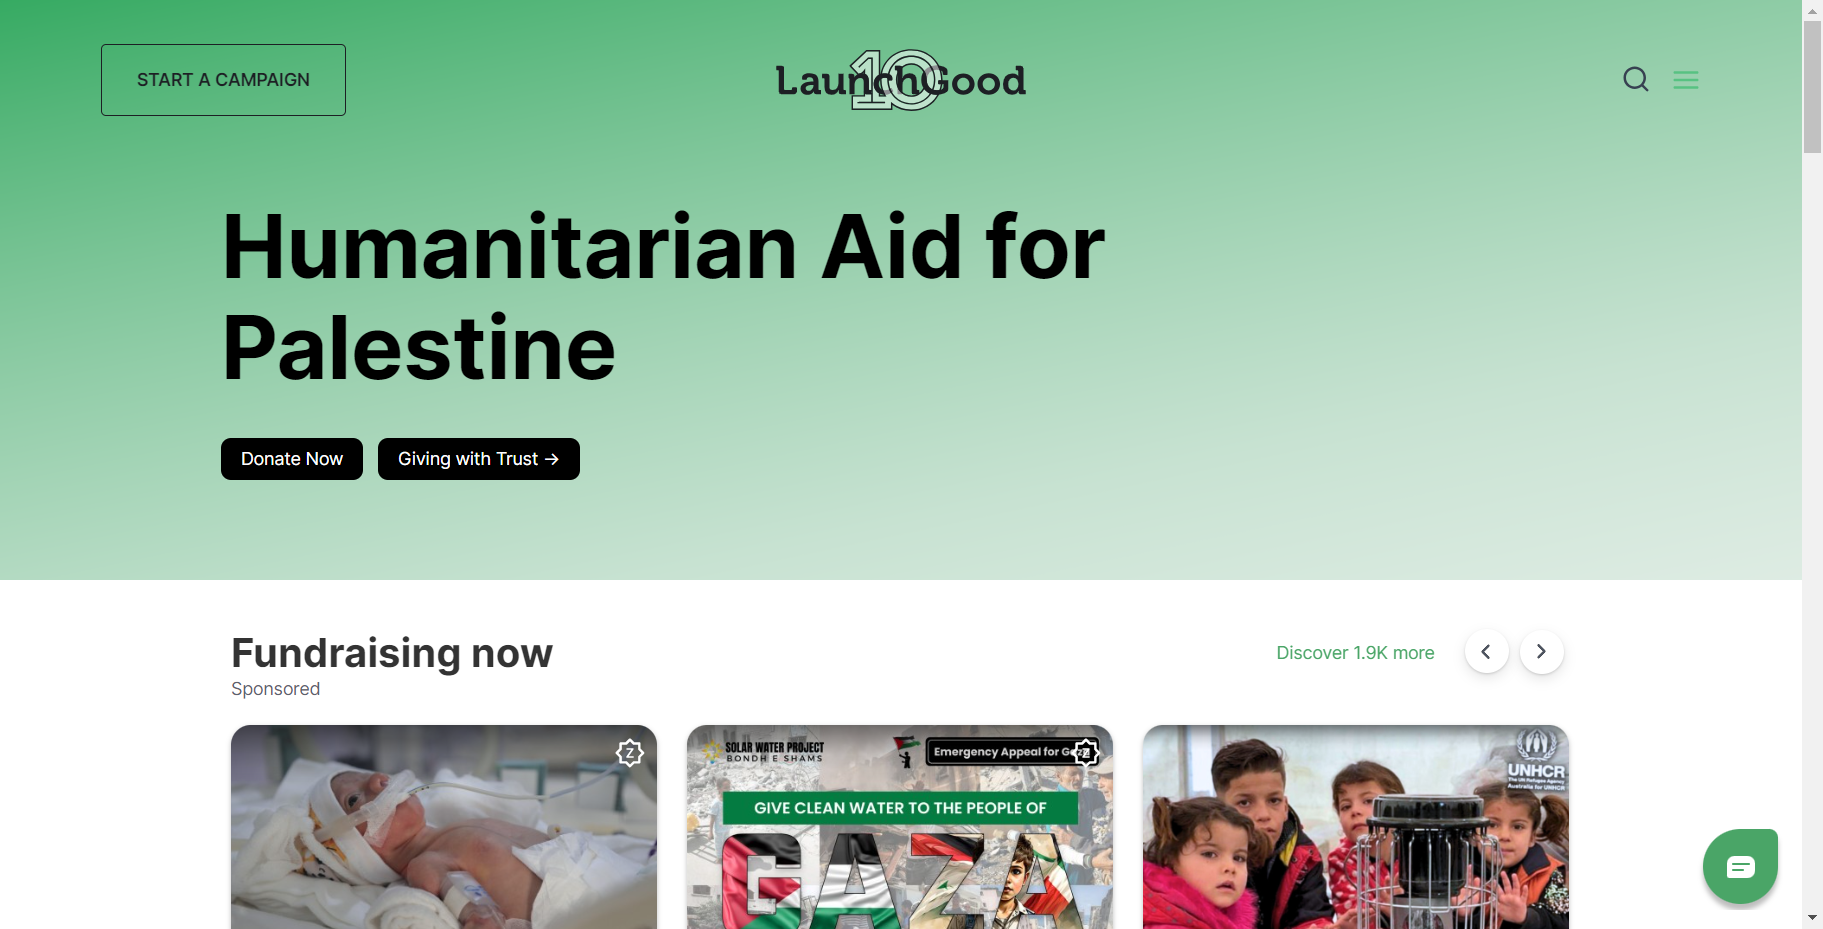 START A CAMPAIGN
LaunchGood
10
Humanitarian Aid for
Palestine
Donate Now
Giving with Trust →
Fundraising now
Sponsored
Discover 1.9K more
Z
SOLAR WATER PROJECT
BONDH E SHAMS
Emergency Appeal for Gaza
Z
GIVE CLEAN WATER TO THE PEOPLE OF
GAZA
UNHCR
The UN Refugee Agency
Australia for UNHCR